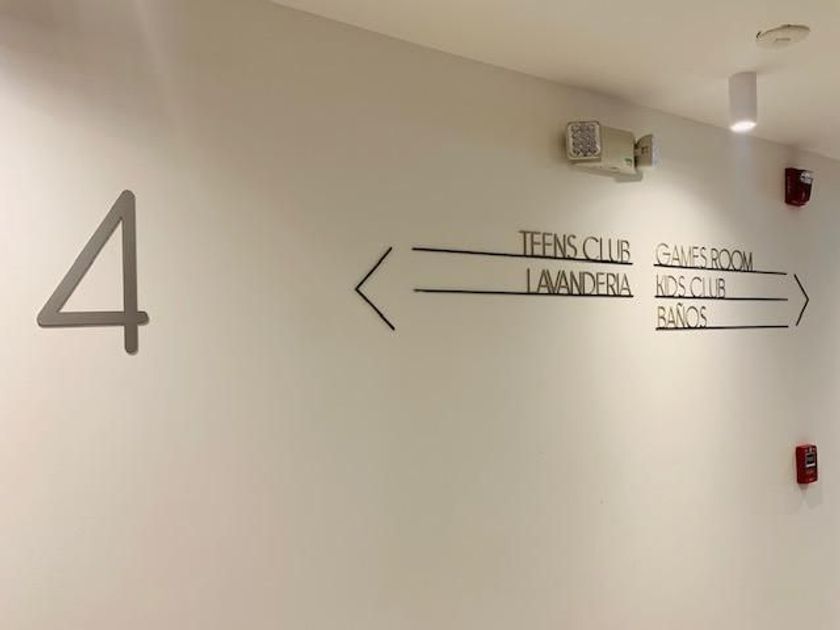 4
TEENS CLUB
LAVANDERIA
GAMES ROOM
KIDS CLUB
BAÑOS